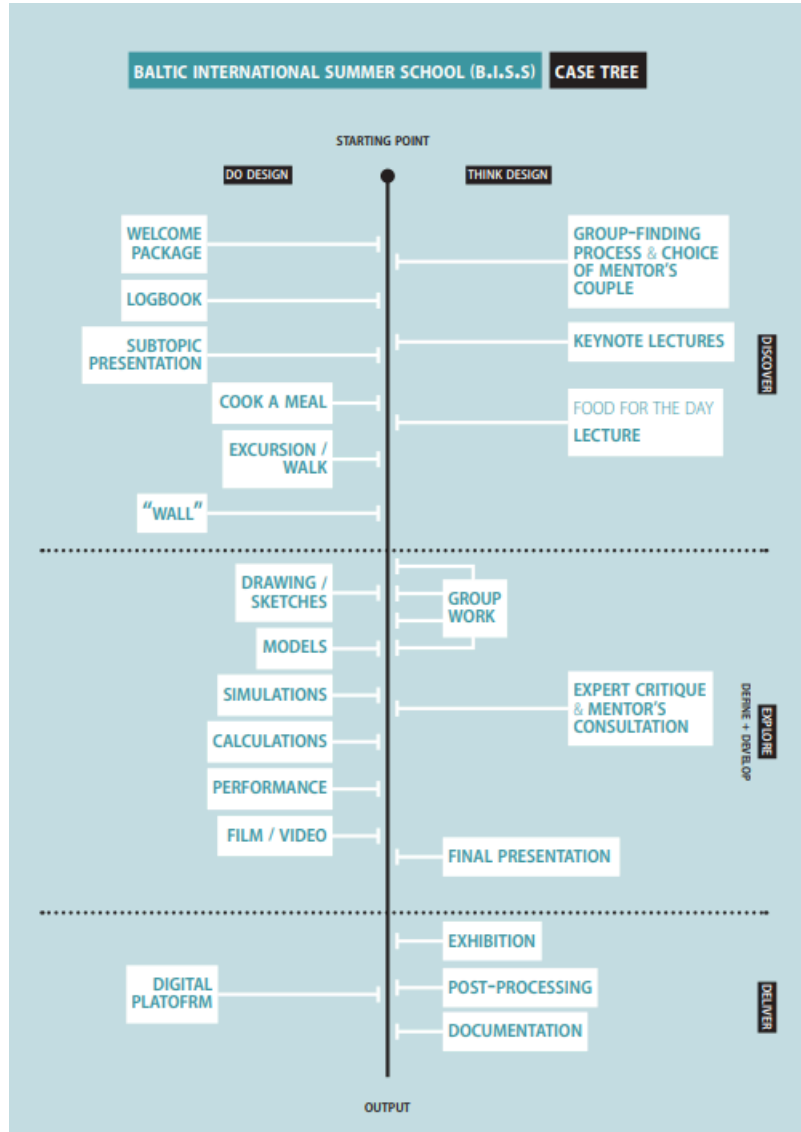 BALTIC INTERNATIONAL SUMMER SCHOOL (B.I.S.S) CASE TREE
STARTING POINT
DO DESIGN
THINK DESIGN
WELCOME
PACKAGE
GROUP-FINDING
PROCESS & CHOICE
OF MENTOR'S
COUPLE
LOGBOOK
SUBTOPIC
PRESENTATION
KEYNOTE LECTURES
DISCOVER
COOK A MEAL
FOOD FOR THE DAY
LECTURE
EXCURSION /
WALK
“WALL”
DRAWING /
SKETCHES
GROUP
WORK
MODELS
SIMULATIONS
EXPERT CRITIQUE
& MENTOR'S
CONSULTATION
EXPLORE
DEFINE + DEVELOP
CALCULATIONS
PERFORMANCE
FILM / VIDEO
FINAL PRESENTATION
EXHIBITION
DIGITAL
PLATOFRM
POST-PROCESSING
DOCUMENTATION
DELIVER
OUTPUT